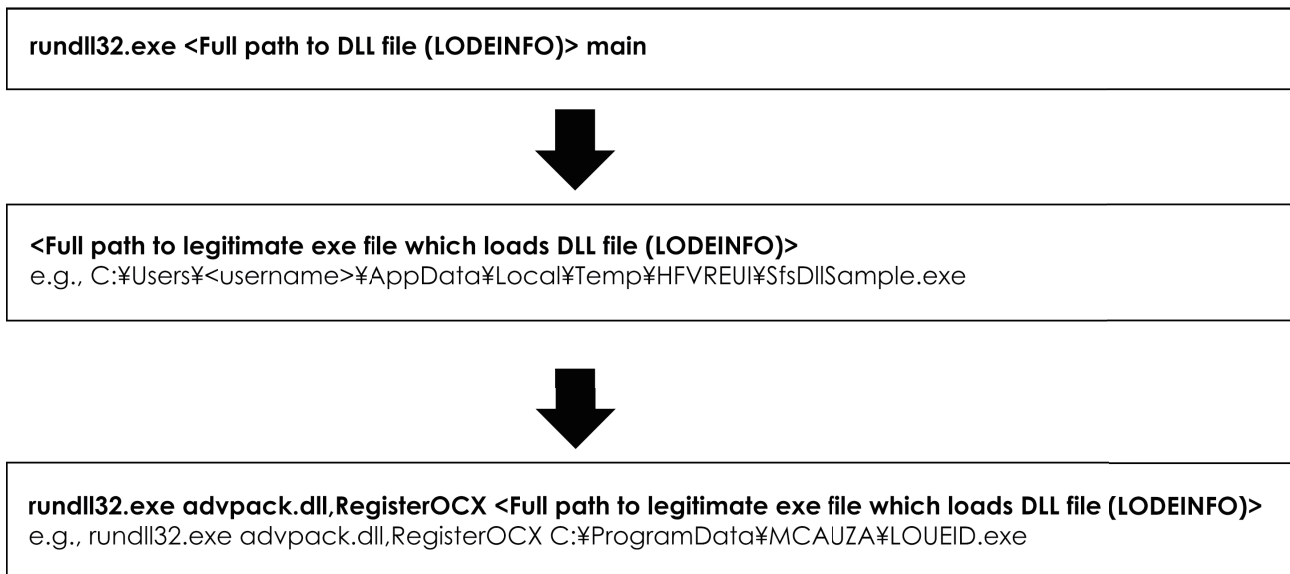 rundll32.exe <Full path to DLL file (LODEINFO)> main
<Full path to legitimate exe file which loads DLL file (LODEINFO)>
e.g., C:¥Users¥<username>¥AppData¥Local¥Temp¥HFVREUI¥SfsDllSample.exe
rundll32.exe advpack.dll,RegisterOCX <Full path to legitimate exe file which loads DLL file (LODEINFO)>
e.g., rundll32.exe advpack.dll,RegisterOCX C:¥ProgramData¥MCAUZA¥LOUEID.exe